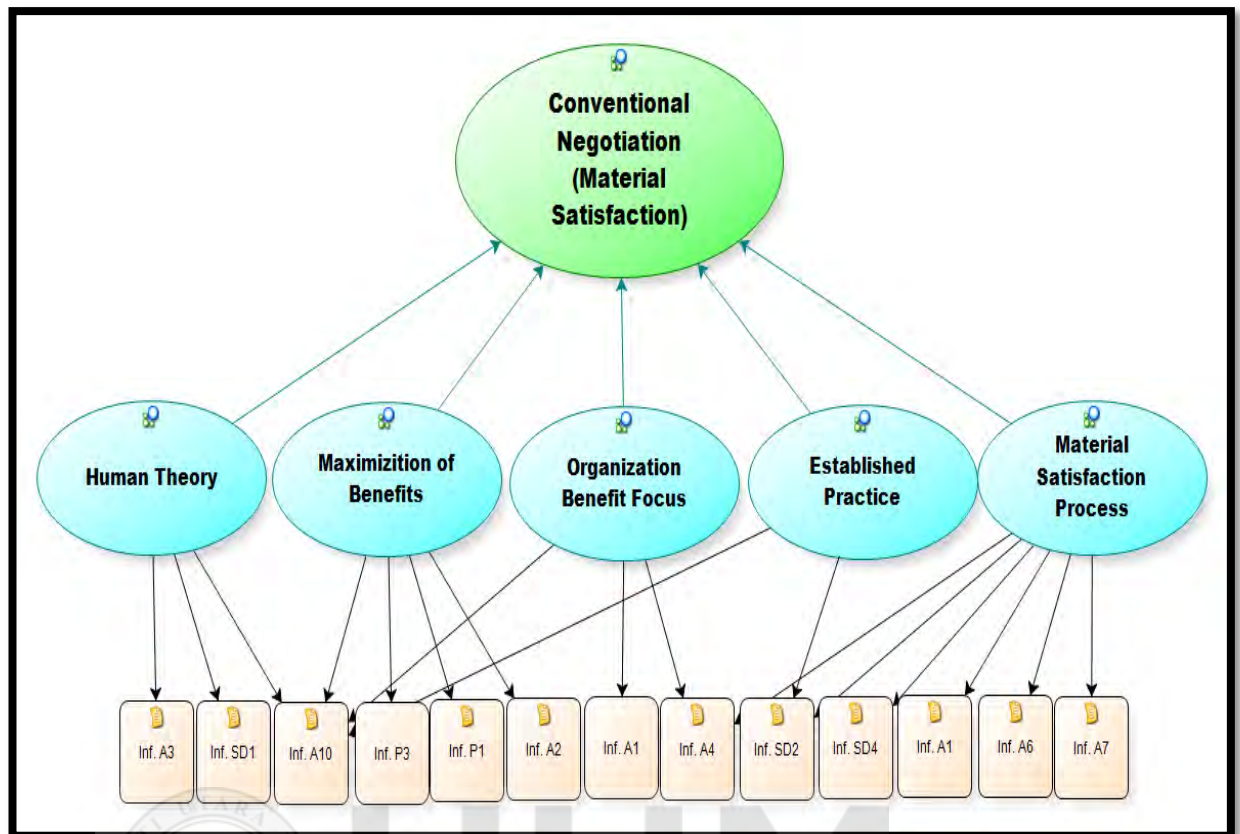 Conventional
Negotiation
(Material
Satisfaction)
Human Theory
Maximizition of
Benefits
Organization
Benefit Focus
Established
Practice
Material
Satisfaction
Process
Inf. A3
Inf. SD1
Inf. A10
Inf. P3
Inf. P1
Inf. A2
Inf. A1
Inf. A4
Inf. SD2
Inf. SD4
Inf. A1
Inf. A6
Inf. A7
UTARA